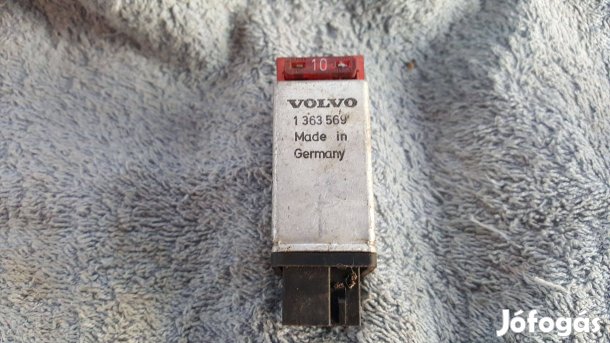 10
VOLVO
1 363 569
Made in
Germany
Jófogás